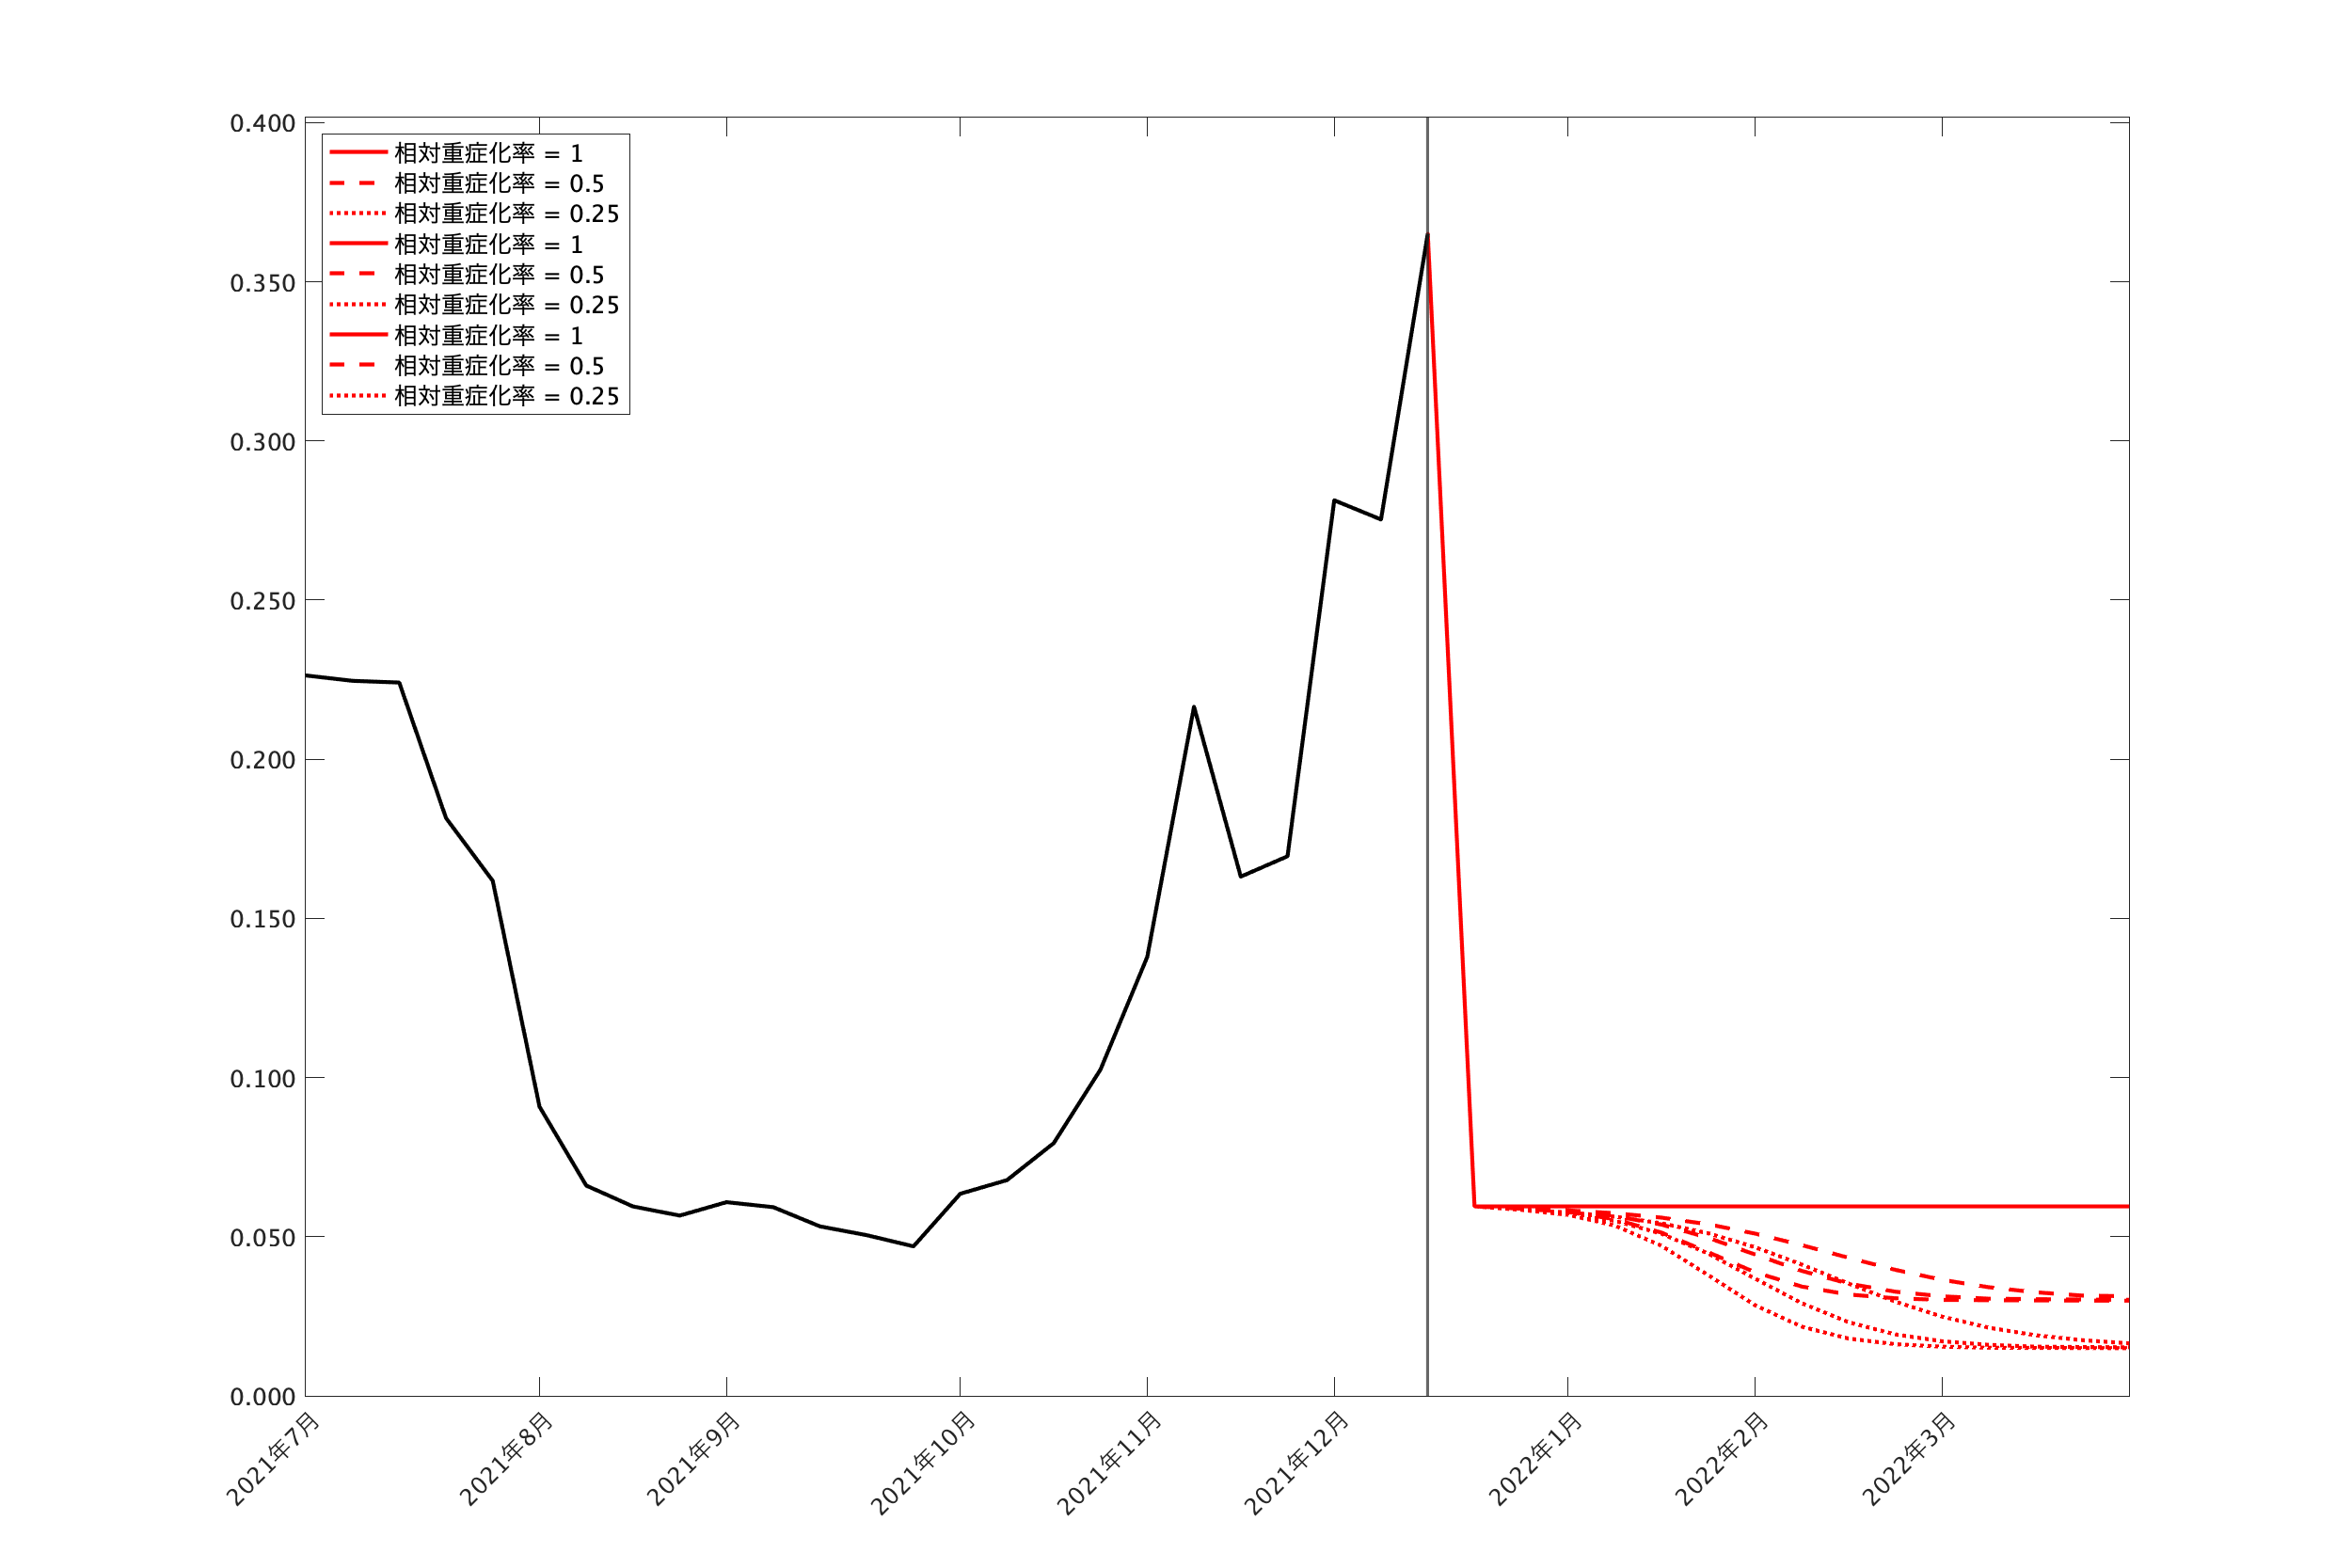 0.400
0.350
0.300
0.250
0.200
0.150
0.100
0.050
0.000
相対重症化率 = 1
相対重症化率 = 0.5
相対重症化率 = 0.25
相対重症化率 = 1
相対重症化率 = 0.5
相対重症化率 = 0.25
相対重症化率 = 1
相対重症化率 = 0.5
相対重症化率 = 0.25
2021年7月
2021年8月
2021年9月
2021年10月
2021年11月
2021年12月
2022年1月
2022年2月
2022年3月